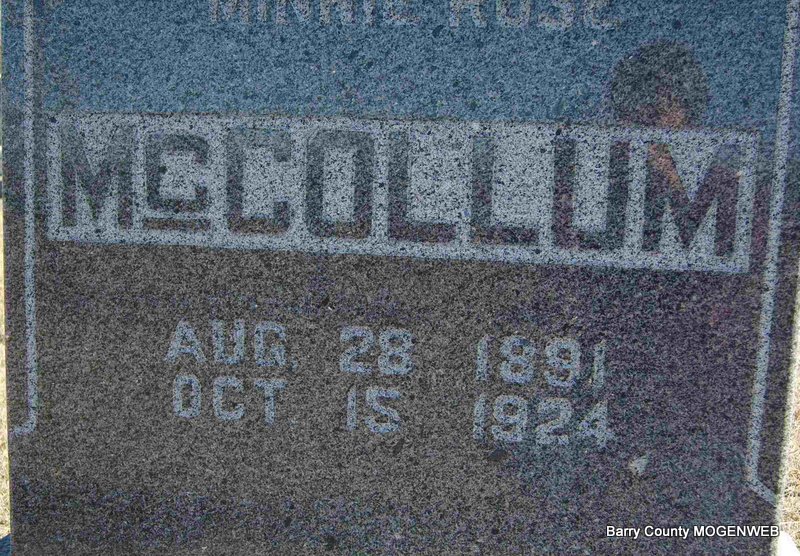 MINNIE ROSE
McCOLLUM
AUG. 28 1891
OCT. 15 1924
Barry County MOGENWEB